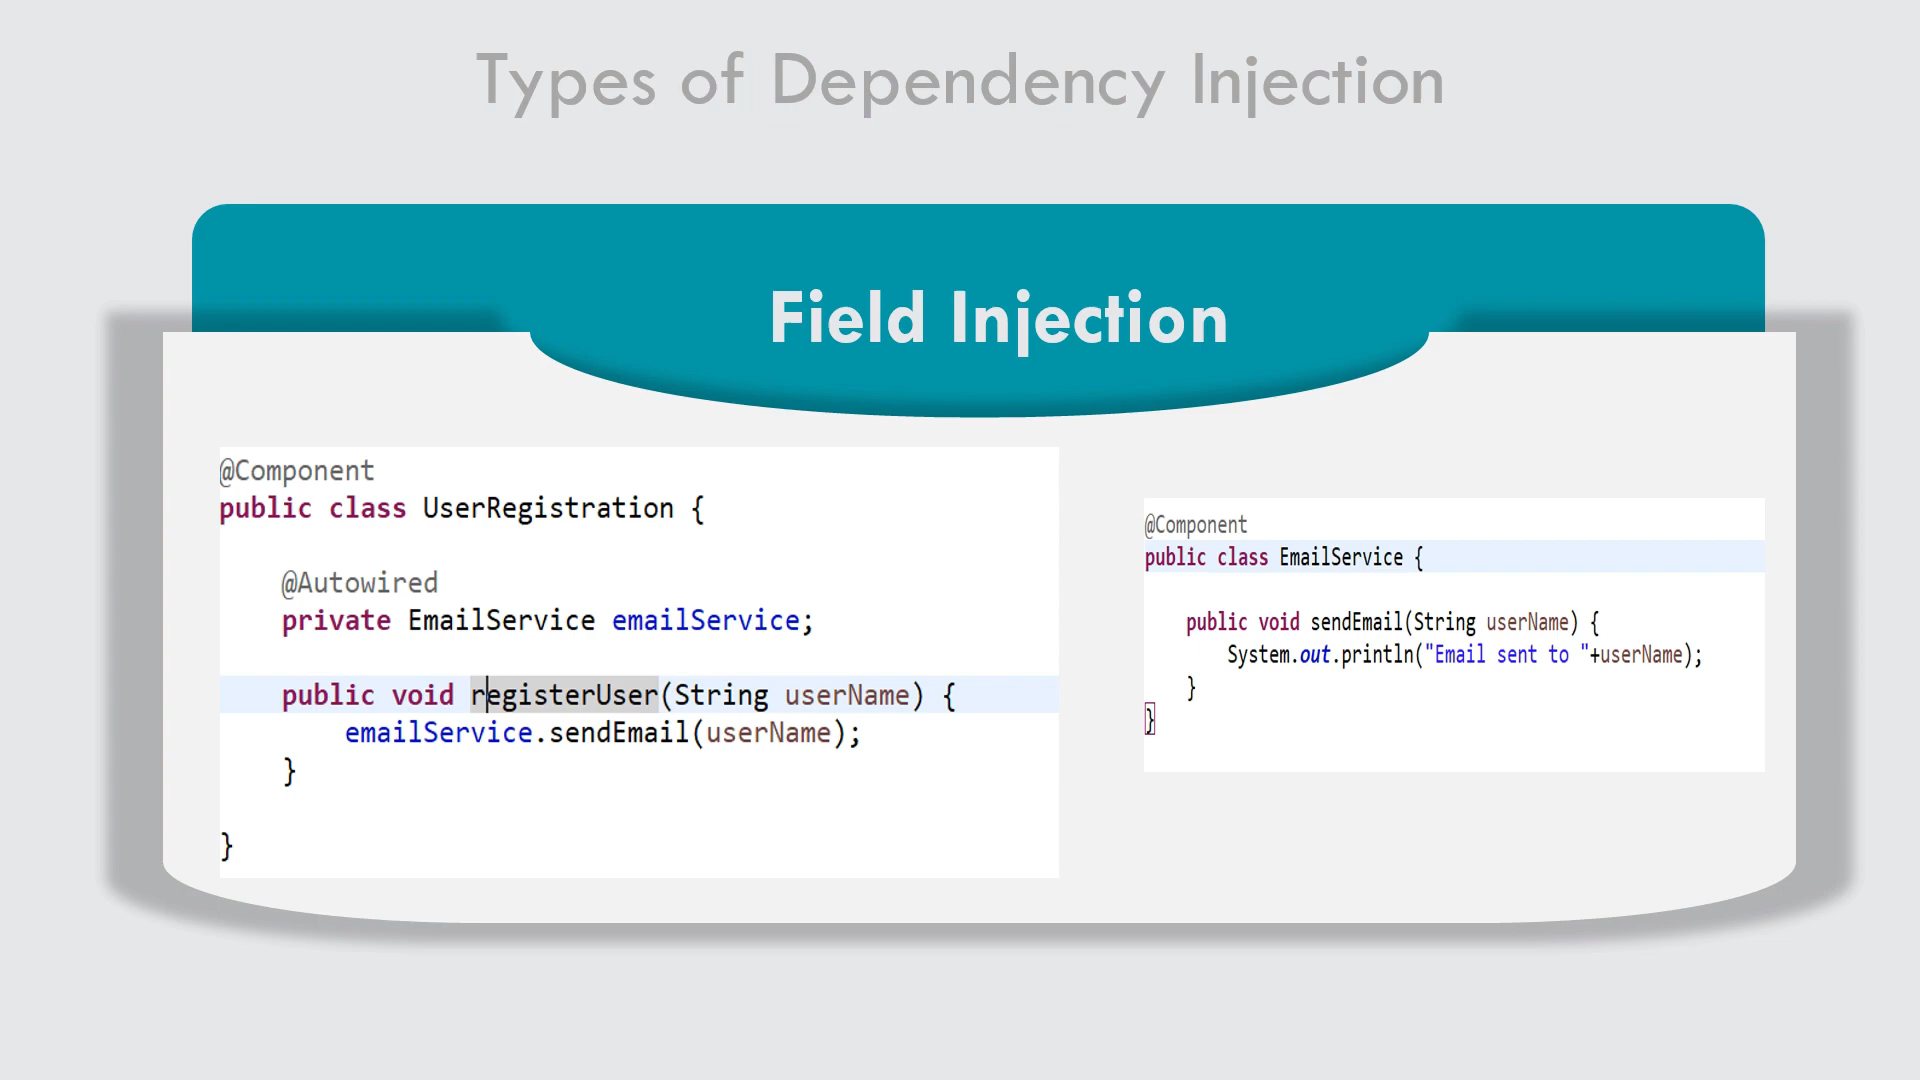 Types of Dependency Injection
Field Injection
@Component
public class UserRegistration {
@Autowired
private EmailService emailService;
public void registerUser(String userName) {
emailService.sendEmail(userName);
}
}
@Component
public class EmailService {
public void sendEmail(String userName) {
System.out.println("Email sent to "+userName);
}
}